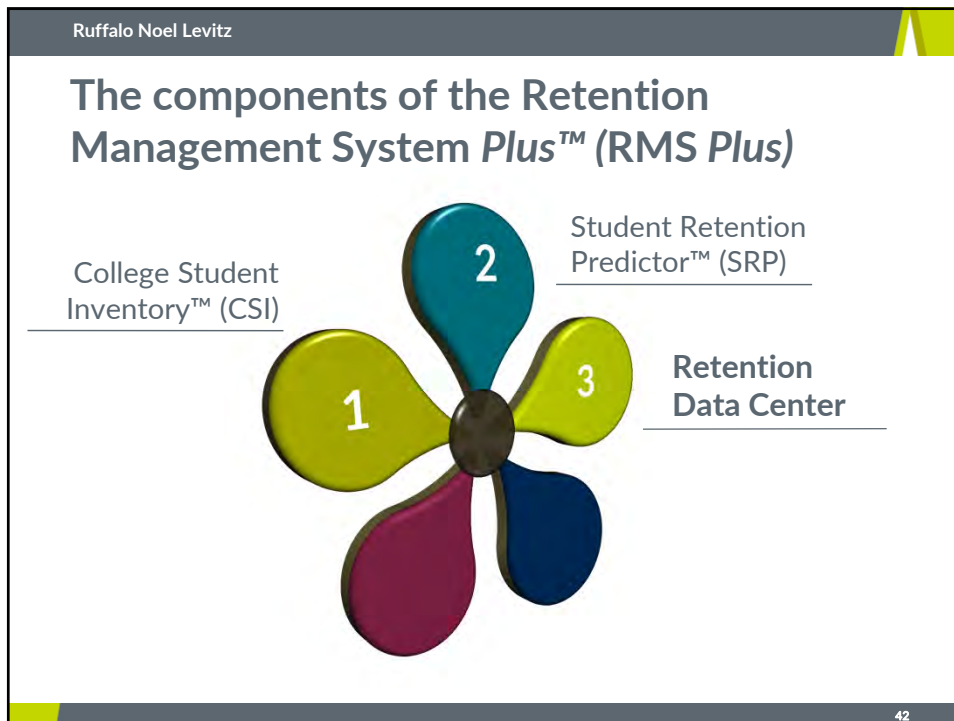 Ruffalo Noel Levitz
The components of the Retention
Management System Plus™ (RMS Plus)
College Student
Inventory™ (CSI)
2
Student Retention
Predictor™ (SRP)
1
3
Retention
Data Center
42